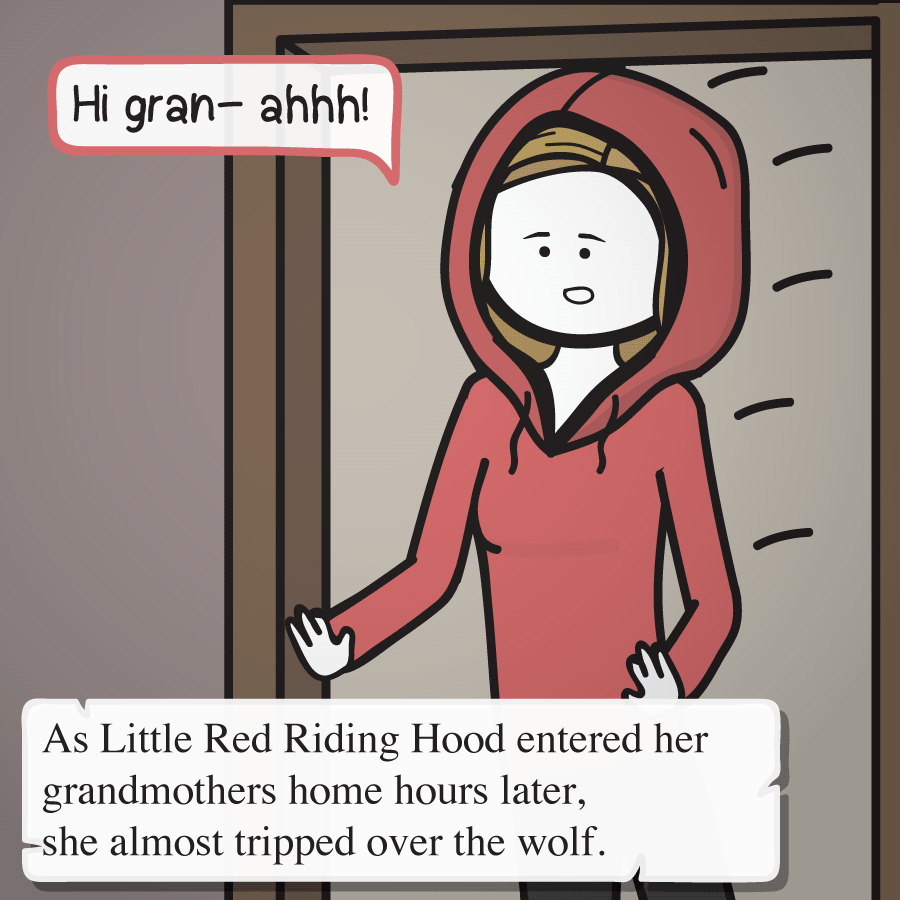 Hi gran– ahhh!
As Little Red Riding Hood entered her
grandmothers home hours later,
she almost tripped over the wolf.